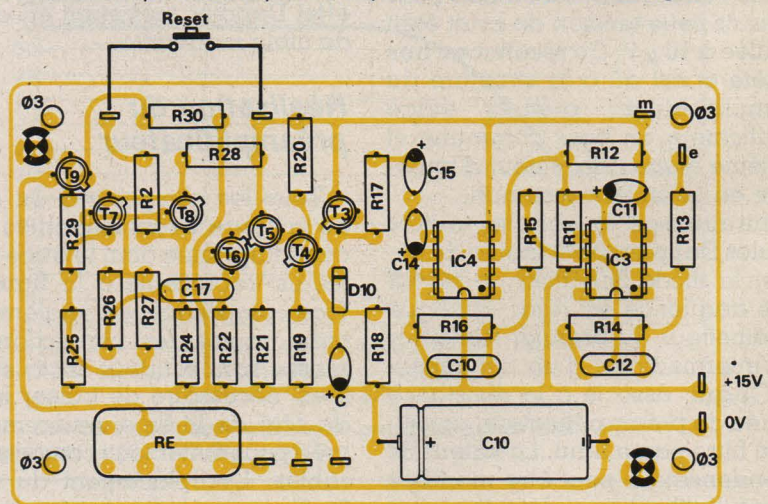 Reset
Ø3
m
Ø3
R30
R12
e
R28
R20
T9
R2
R17
C15
C11
T7
T8
T3
R29
R15
R11
R13
T5
T6
T4
C14
IC4
IC3
D10
C17
R26
R27
R25
R24
R22
R21
R19
R18
R16
R14
+C
C10
C12
+15V
0V
RE
+
C10
-
Ø3
Ø3